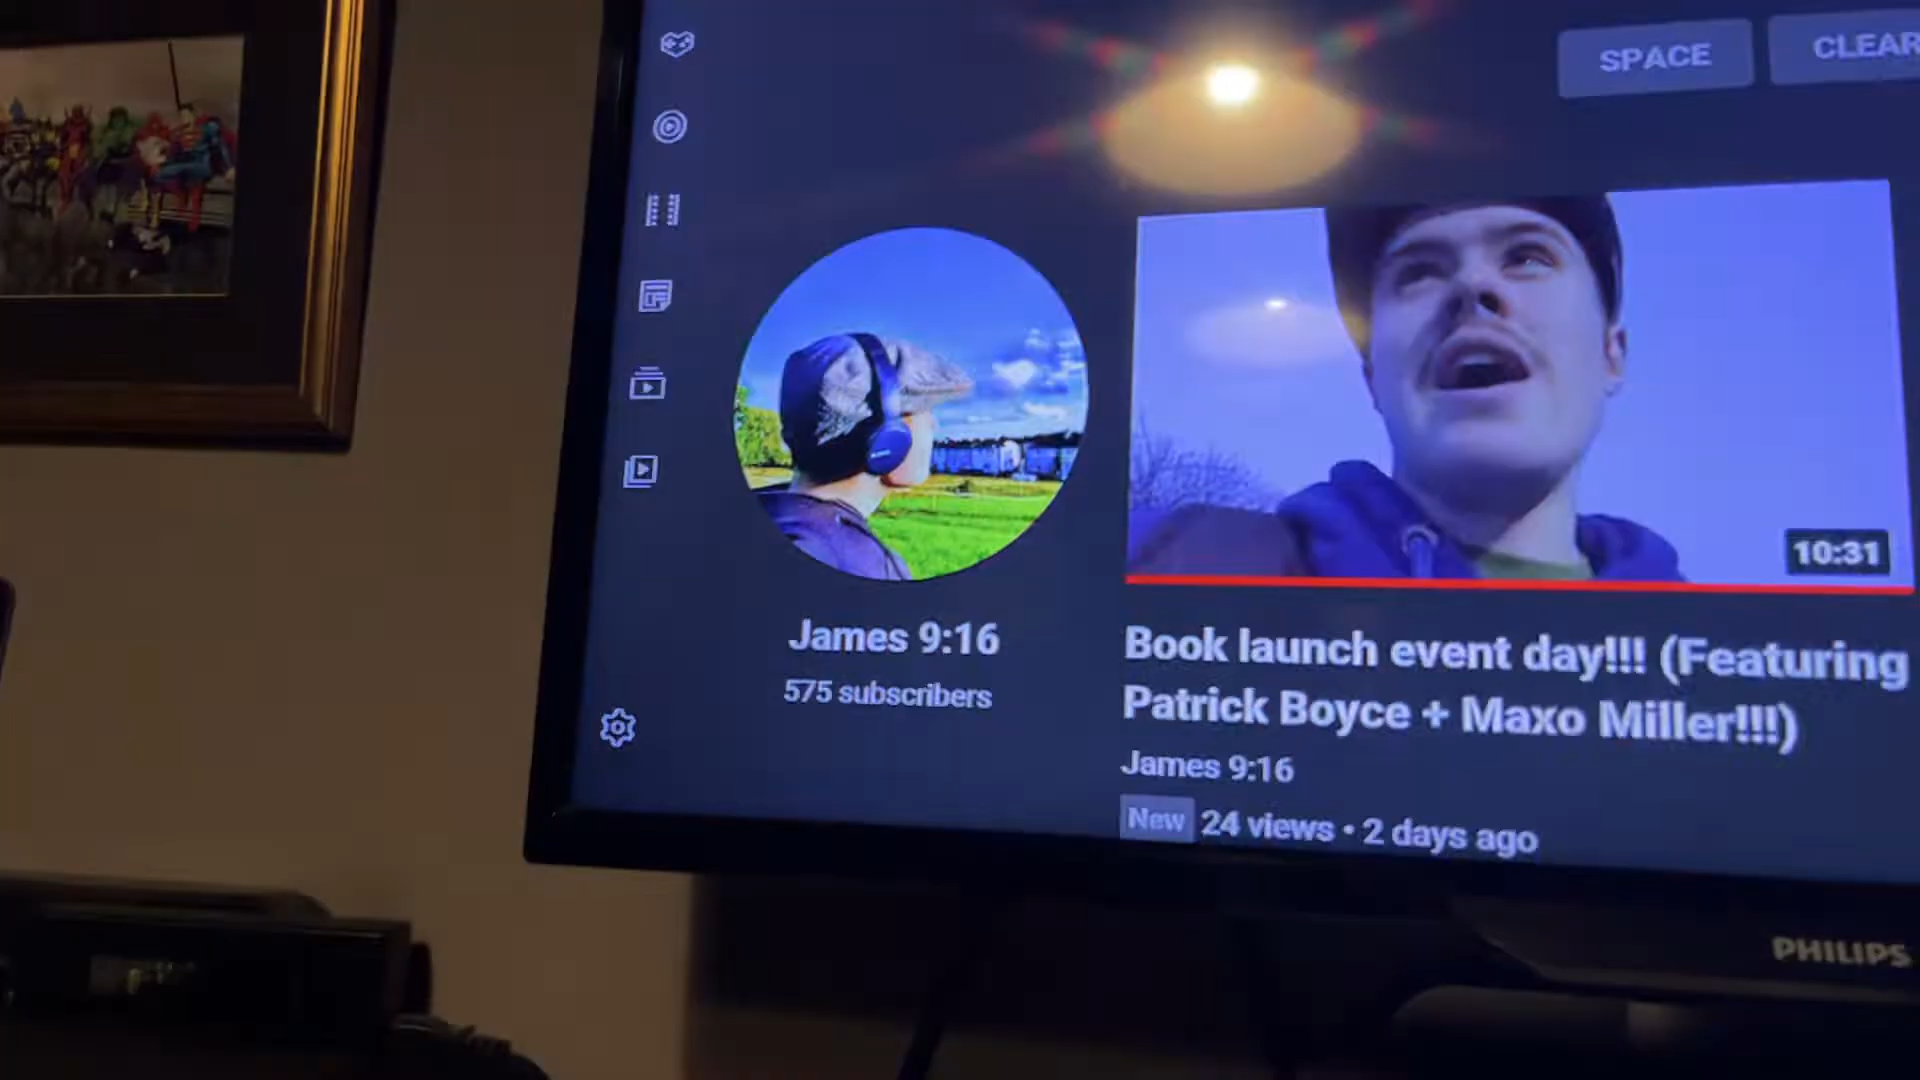 SPACE
CLEAR
10:31
James 9:16
575 subscribers
Book launch event day!!! (Featuring
Patrick Boyce + Maxo Miller!!!)
James 9:16
New 24 views • 2 days ago
PHILIPS